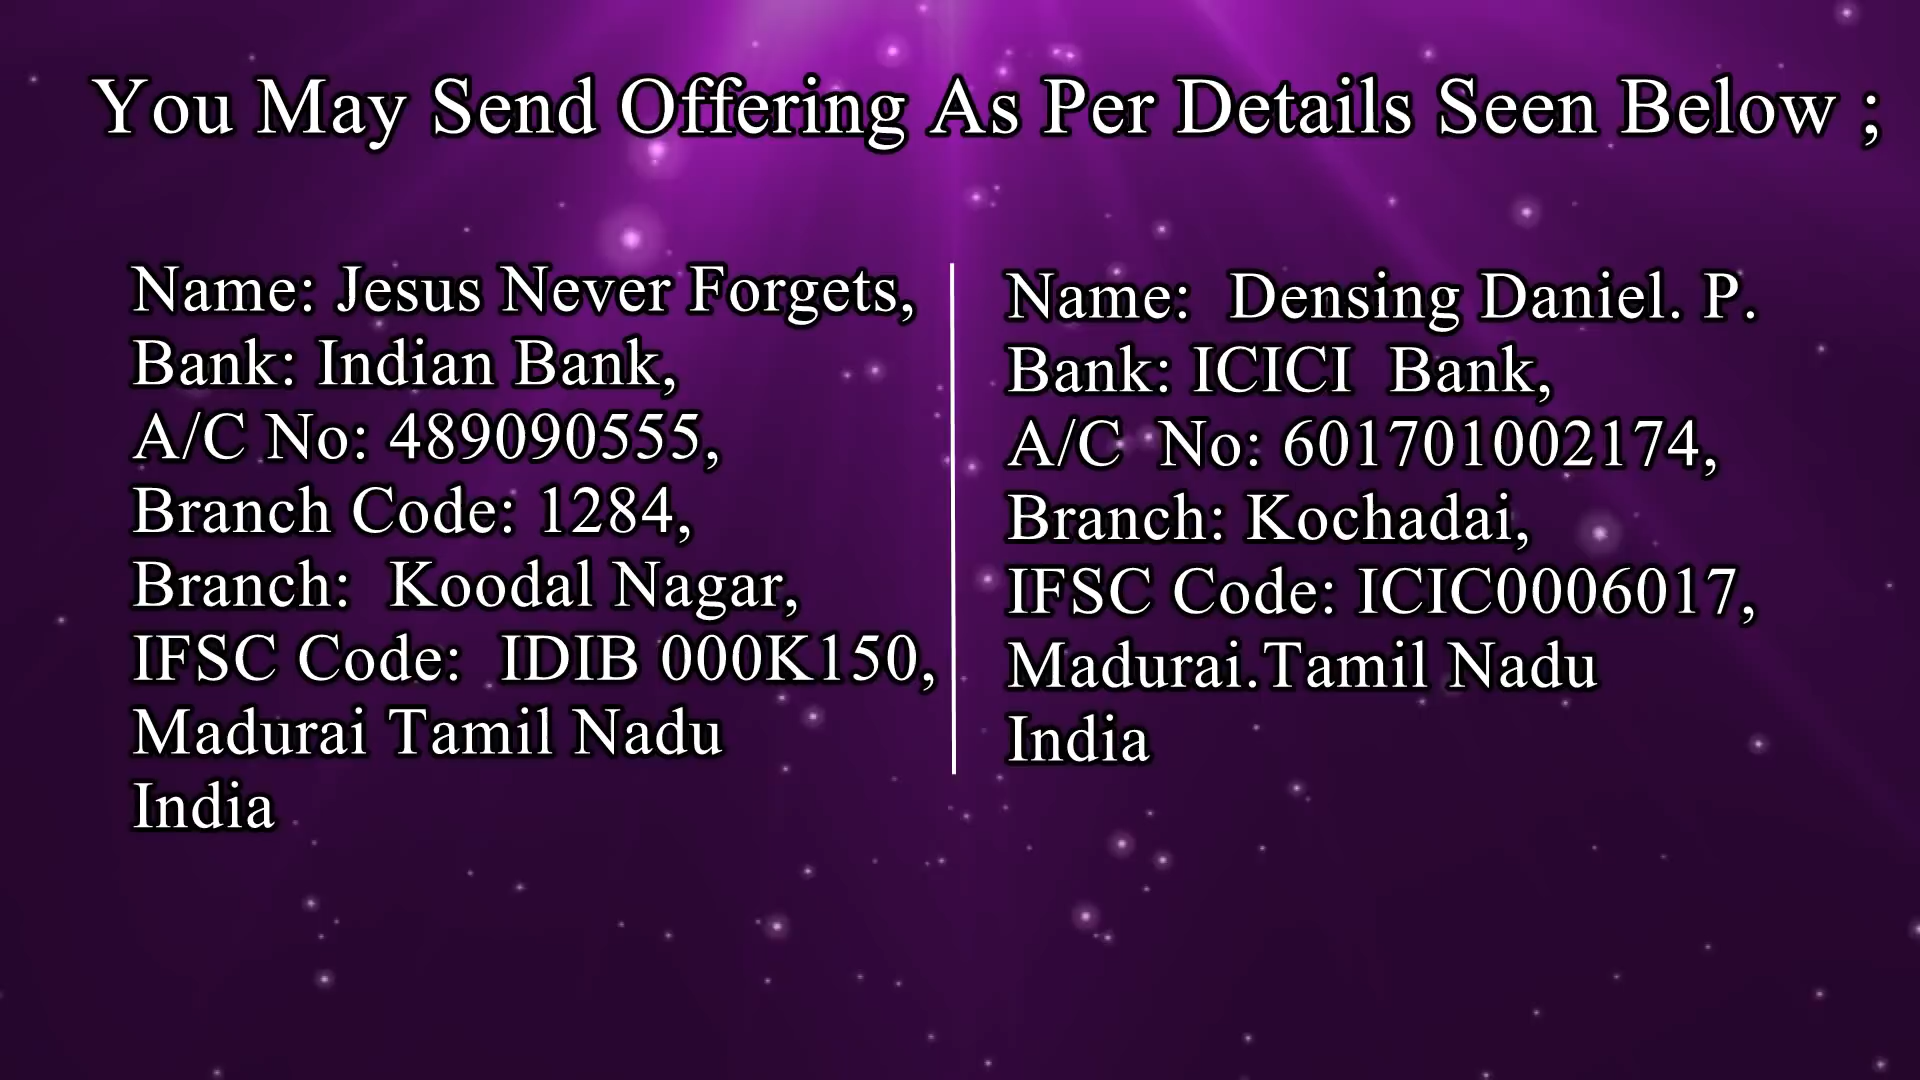 You May Send Offering As Per Details Seen Below ;
Name: Jesus Never Forgets,
Bank: Indian Bank,
A/C No: 489090555,
Branch Code: 1284,
Branch:  Koodal Nagar,
IFSC Code:  IDIB 000K150,
Madurai Tamil Nadu
India
Name:  Densing Daniel. P.
Bank: ICICI  Bank,
A/C  No: 601701002174,
Branch: Kochadai,
IFSC Code: ICIC0006017,
Madurai.Tamil Nadu
India